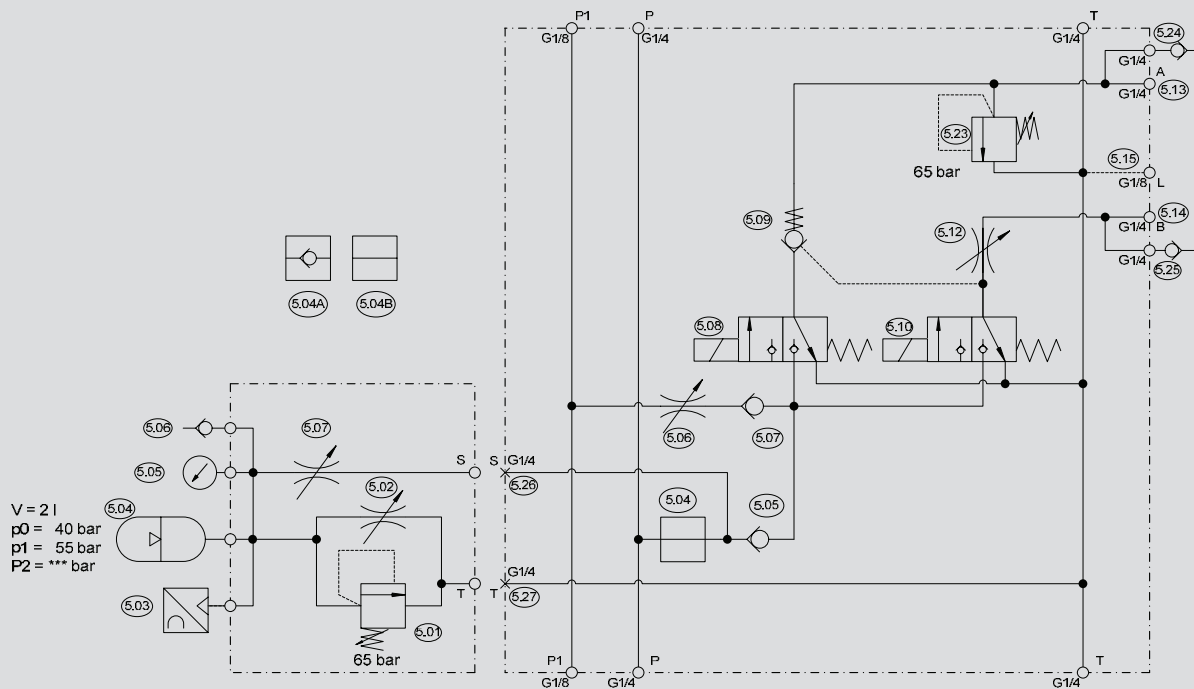 P1
P
T
G1/8
G1/4
G1/4
5.24
G1/4
A
G1/4
5.13
5.23
65 bar
5.15
G1/8
L
5.14
G1/4
B
G1/4
5.25
5.09
5.12
5.04A
5.04B
5.08
5.10
5.06
5.07
5.06
5.07
5.05
S
S
G1/4
5.26
5.02
5.04
5.05
V = 2 l
p0 = 40 bar
p1 = 55 bar
P2 = *** bar
5.04
G1/4
T
T
5.27
5.03
5.01
65 bar
P1
P
T
G1/8
G1/4
G1/4